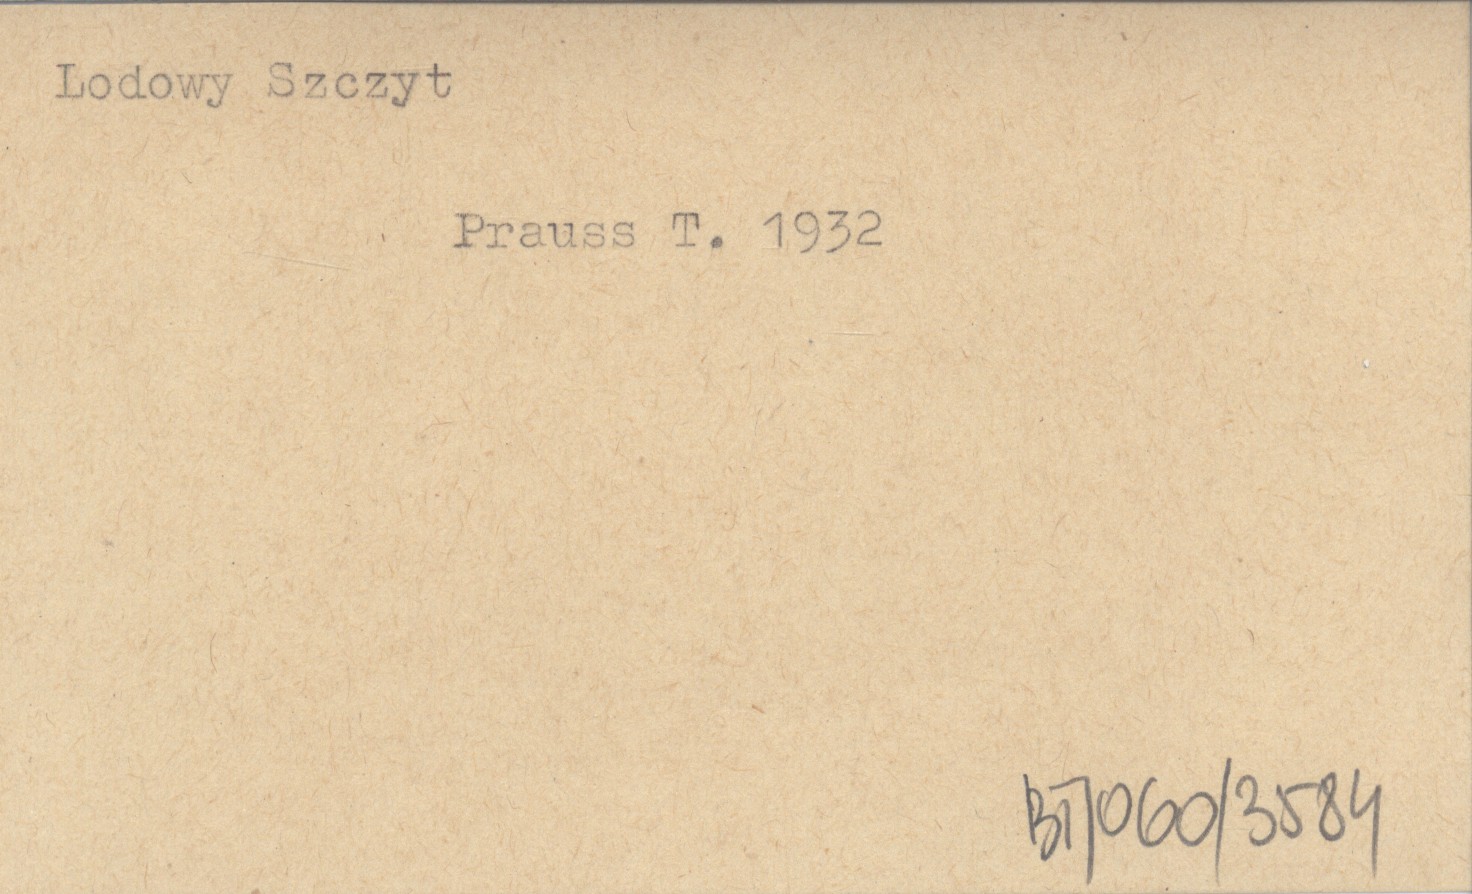 Lodowy Szczyt
Prauss T. 1932
BT/060/3584